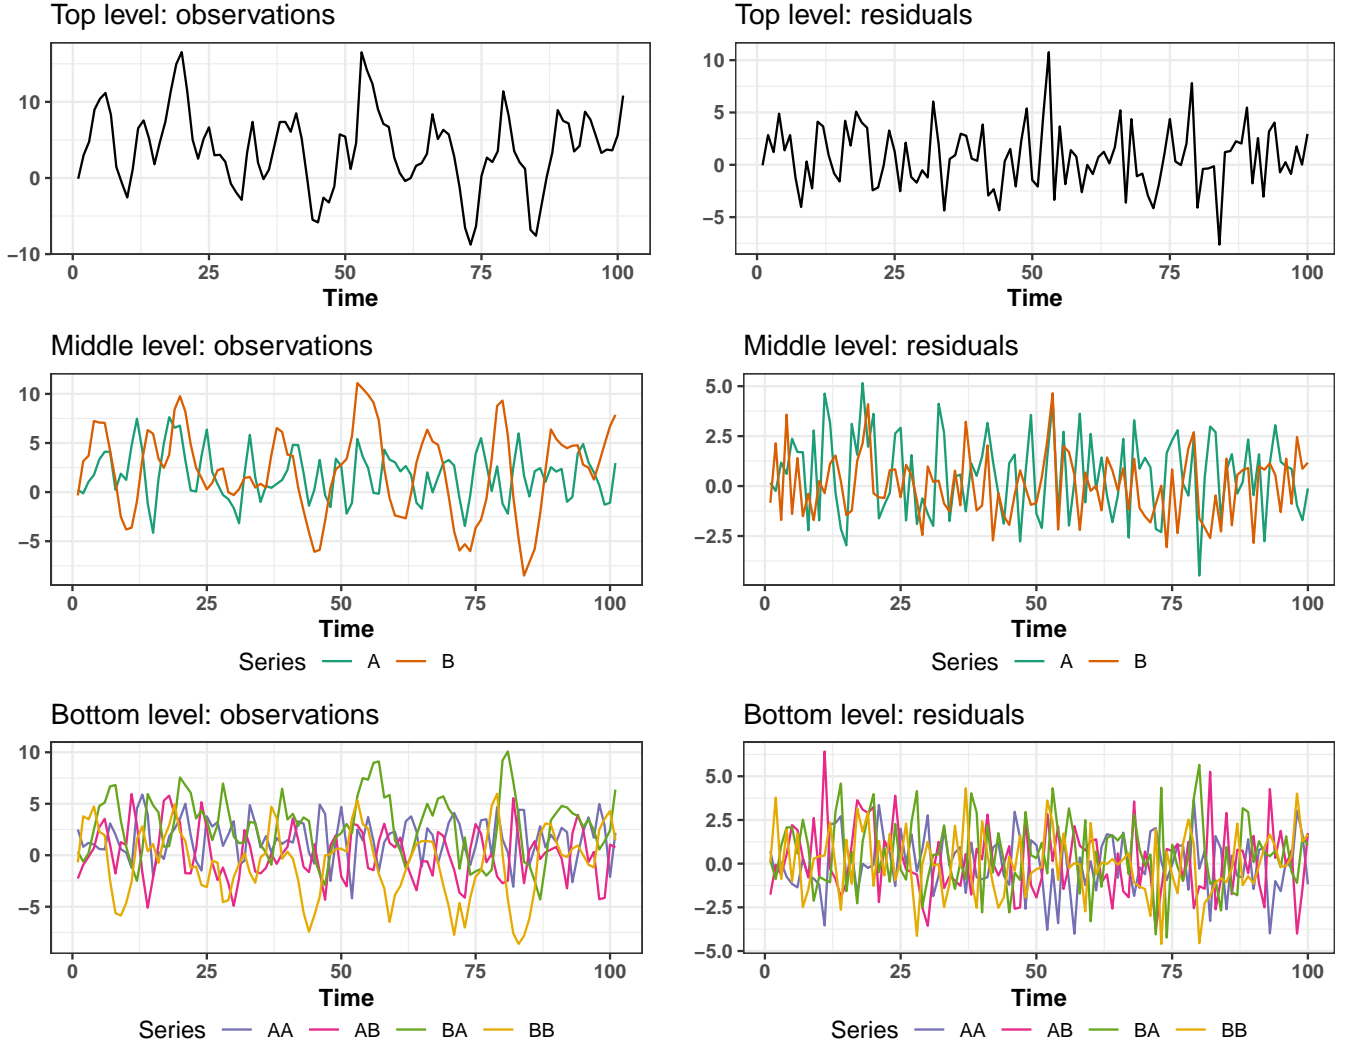 Top level: observations
10
0
−10
0 25 50 75 100
Time
Top level: residuals
10
5
0
−5
0 25 50 75 100
Time
Middle level: observations
10
5
0
−5
0 25 50 75 100
Time
Series A B
Middle level: residuals
5.0
2.5
0.0
−2.5
0 25 50 75 100
Time
Series A B
Bottom level: observations
10
5
0
−5
0 25 50 75 100
Time
Series AA AB BA BB
Bottom level: residuals
5.0
2.5
0.0
−2.5
−5.0
0 25 50 75 100
Time
Series AA AB BA BB